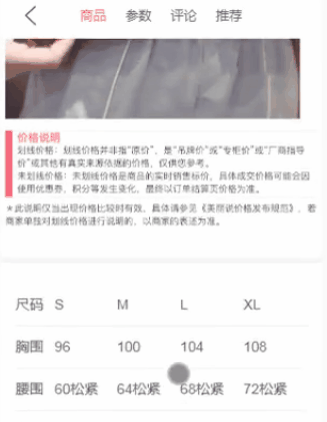 商品 参数 评论 推荐
价格说明
划线价格：划线价格并非指“原价”，是“吊牌价”或“专柜价”或“厂商指导
价”或其他有真实来源依据的价格，仅供您参考。
未划线价格：未划线价格是商品的实时销售标价，具体成交价格可能会因
使用优惠券、积分等发生变化，最终以订单结算页价格为准。
＊此说明仅当出现价格比较时有效，具体请参见《美丽说价格发布规范》，若
商家单独对划线价格进行说明的，以商家的表述为准。
尺码 S M L XL
胸围 96 100 104 108
腰围 60松紧 64松紧 68松紧 72松紧